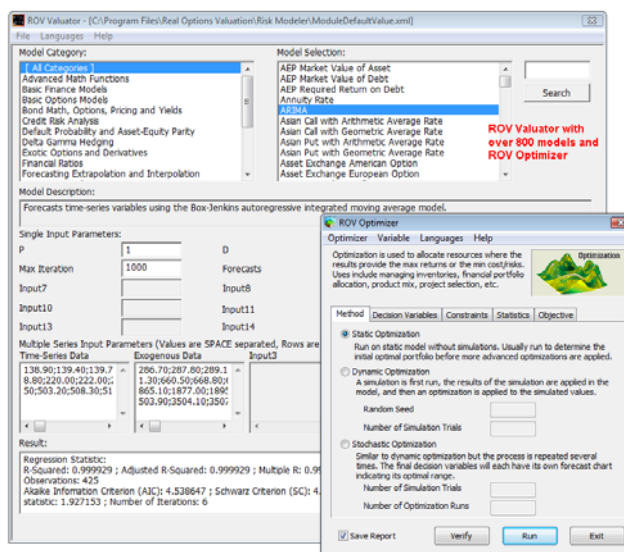 ROV Valuator - [C:\Program Files\Real Options Valuation\Risk Modeler\ModuleDefaultValue.xml]
File Languages Help
Model Category:
[ All Categories ]
Advanced Math Functions
Basic Finance Models
Basic Options Models
Bond Math, Options, Pricing and Yields
Credit Risk Analysis
Default Probability and Asset-Equity Parity
Delta Gamma Hedging
Exotic Options and Derivatives
Financial Ratios
Forecasting Extrapolation and Interpolation
Model Selection:
AEP Market Value of Asset
AEP Market Value of Debt
AEP Required Return on Debt
Annuity Rate
ARIMA
Asian Call with Arithmetic Average Rate
Asian Call with Geometric Average Rate
Asian Put with Arithmetic Average Rate
Asian Put with Geometric Average Rate
Asset Exchange American Option
Asset Exchange European Option
Search
ROV Valuator with
over 800 models and
ROV Optimizer
Model Description:
Forecasts time-series variables using the Box-Jenkins autoregressive integrated moving average model.
Single Input Parameters:
P 1 D
Max Iteration 1000 Forecasts
Input7 Input8
Input10 Input11
Input13 Input14
Multiple Series Input Parameters (Values are SPACE separated, Rows are
Time-Series Data Exogenous Data Input3
138.90;139.40;139.7
8.80;220.00;222.00;2
50;503.20;508.30;51
286.70;287.80;289.1
1.30;660.50;668.80;
865.10;1877.00;1895
503.90;3504.10;350
Result:
Regression Statistic:
R-Squared: 0.999929 ; Adjusted R-Squared: 0.999929 ; Multiple R: 0.99
Observations: 425
Akaike Information Criterion (AIC): 4.538647 ; Schwarz Criterion (SC): 4.
statistic: 1.927153 ; Number of Iterations: 6
ROV Optimizer
Optimizer Variable Languages Help
Optimization is used to allocate resources where the
results provide the max returns or the min cost/risks.
Uses include managing inventories, financial portfolio
allocation, product mix, project selection, etc.
Optimization
Method Decision Variables Constraints Statistics Objective
Static Optimization
Run on static model without simulations. Usually run to determine the
initial optimal portfolio before more advanced optimizations are applied.
Dynamic Optimization
A simulation is first run, the results of the simulation are applied in the
model, and then an optimization is applied to the simulated values.
Random Seed
Number of Simulation Trials
Stochastic Optimization
Similar to dynamic optimization but the process is repeated several
times. The final decision variables will each have its own forecast chart
indicating its optimal range.
Number of Simulation Trials
Number of Optimization Runs
Save Report Verify Run Exit